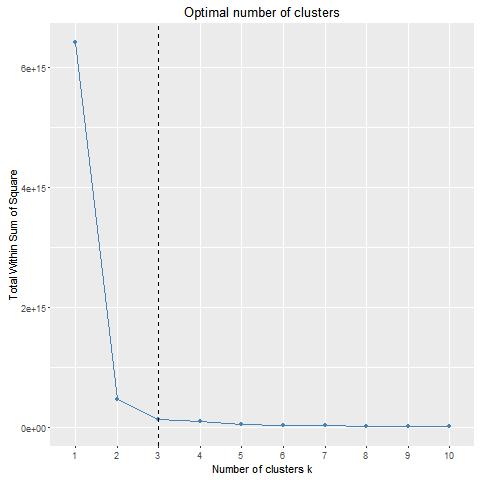 Optimal number of clusters
Total Within Sum of Square
6e+15
4e+15
2e+15
0e+00
1 2 3 4 5 6 7 8 9 10
Number of clusters k